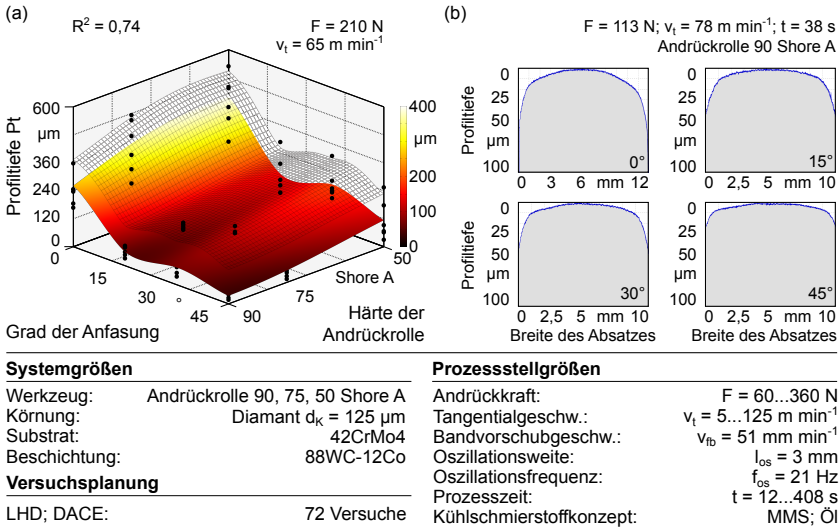 (a)
R² = 0,74
F = 210 N
vₜ = 65 m min⁻¹
Profiltiefe Pt
600
µm
360
240
120
0
0
15
30
°
45
Grad der Anfasung
90
75
Shore A
50
Härte der
Andrückrolle
400
µm
200
100
0
(b)
F = 113 N; vₜ = 78 m min⁻¹; t = 38 s
Andrückrolle 90 Shore A
Profiltiefe
0
25
50
µm
100
0°
0 3 6 mm 12
0
25
50
µm
100
15°
0 2,5 5 mm 10
Profiltiefe
0
25
50
µm
100
30°
0 2,5 5 mm 10
Breite des Absatzes
0
25
50
µm
100
45°
0 2,5 5 mm 10
Breite des Absatzes
Systemgrößen
Werkzeug: Andrückrolle 90, 75, 50 Shore A
Körnung: Diamant d_K = 125 µm
Substrat: 42CrMo4
Beschichtung: 88WC-12Co
Versuchsplanung
LHD; DACE: 72 Versuche
Prozessstellgrößen
Andrückkraft: F = 60...360 N
Tangentialgeschw.: vₜ = 5...125 m min⁻¹
Bandvorschubgeschw.: v_fb = 51 mm min⁻¹
Oszillationsweite: l_os = 3 mm
Oszillationsfrequenz: f_os = 21 Hz
Prozesszeit: t = 12...408 s
Kühlschmierstoffkonzept: MMS; Öl